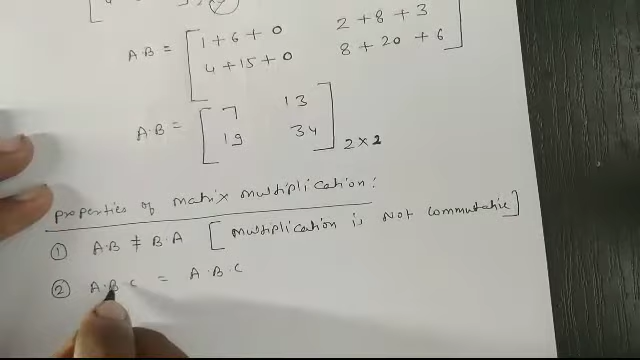 A·B = [ 1+6+0 2+8+3
4+15+0 8+20+6 ]
A·B = [ 7 13
19 34 ] 2×2
properties of matrix multiplication:
① A·B ≠ B·A [multiplication is Not commutative]
② A·B·C = A·B·C